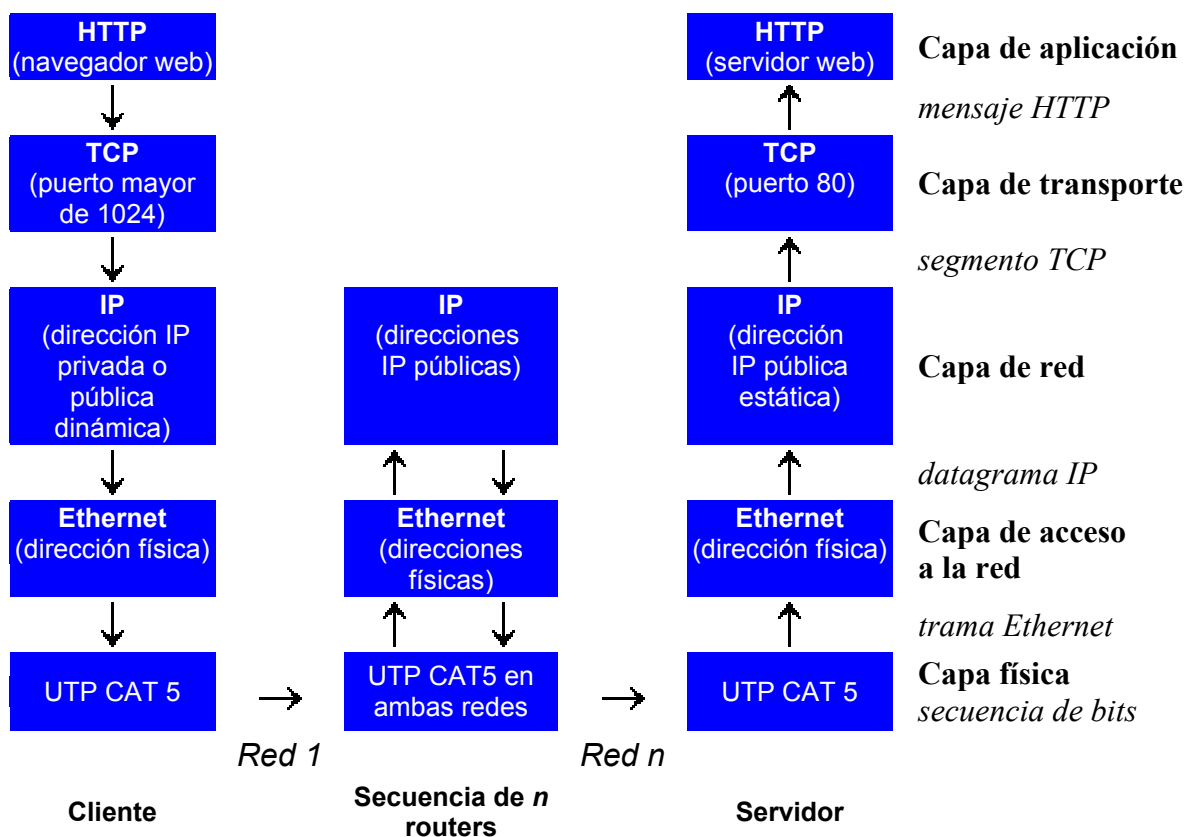 HTTP
(navegador web)
HTTP
(servidor web)
Capa de aplicación
mensaje HTTP
TCP
(puerto mayor
de 1024)
TCP
(puerto 80)
Capa de transporte
segmento TCP
IP
(dirección IP
privada o
pública
dinámica)
IP
(direcciones
IP públicas)
IP
(dirección
IP pública
estática)
Capa de red
datagrama IP
Ethernet
(dirección física)
Ethernet
(direcciones
físicas)
Ethernet
(dirección física)
Capa de acceso
a la red
trama Ethernet
UTP CAT 5
UTP CAT5 en
ambas redes
UTP CAT 5
Capa física
secuencia de bits
Red 1
Red n
Cliente
Secuencia de n
routers
Servidor